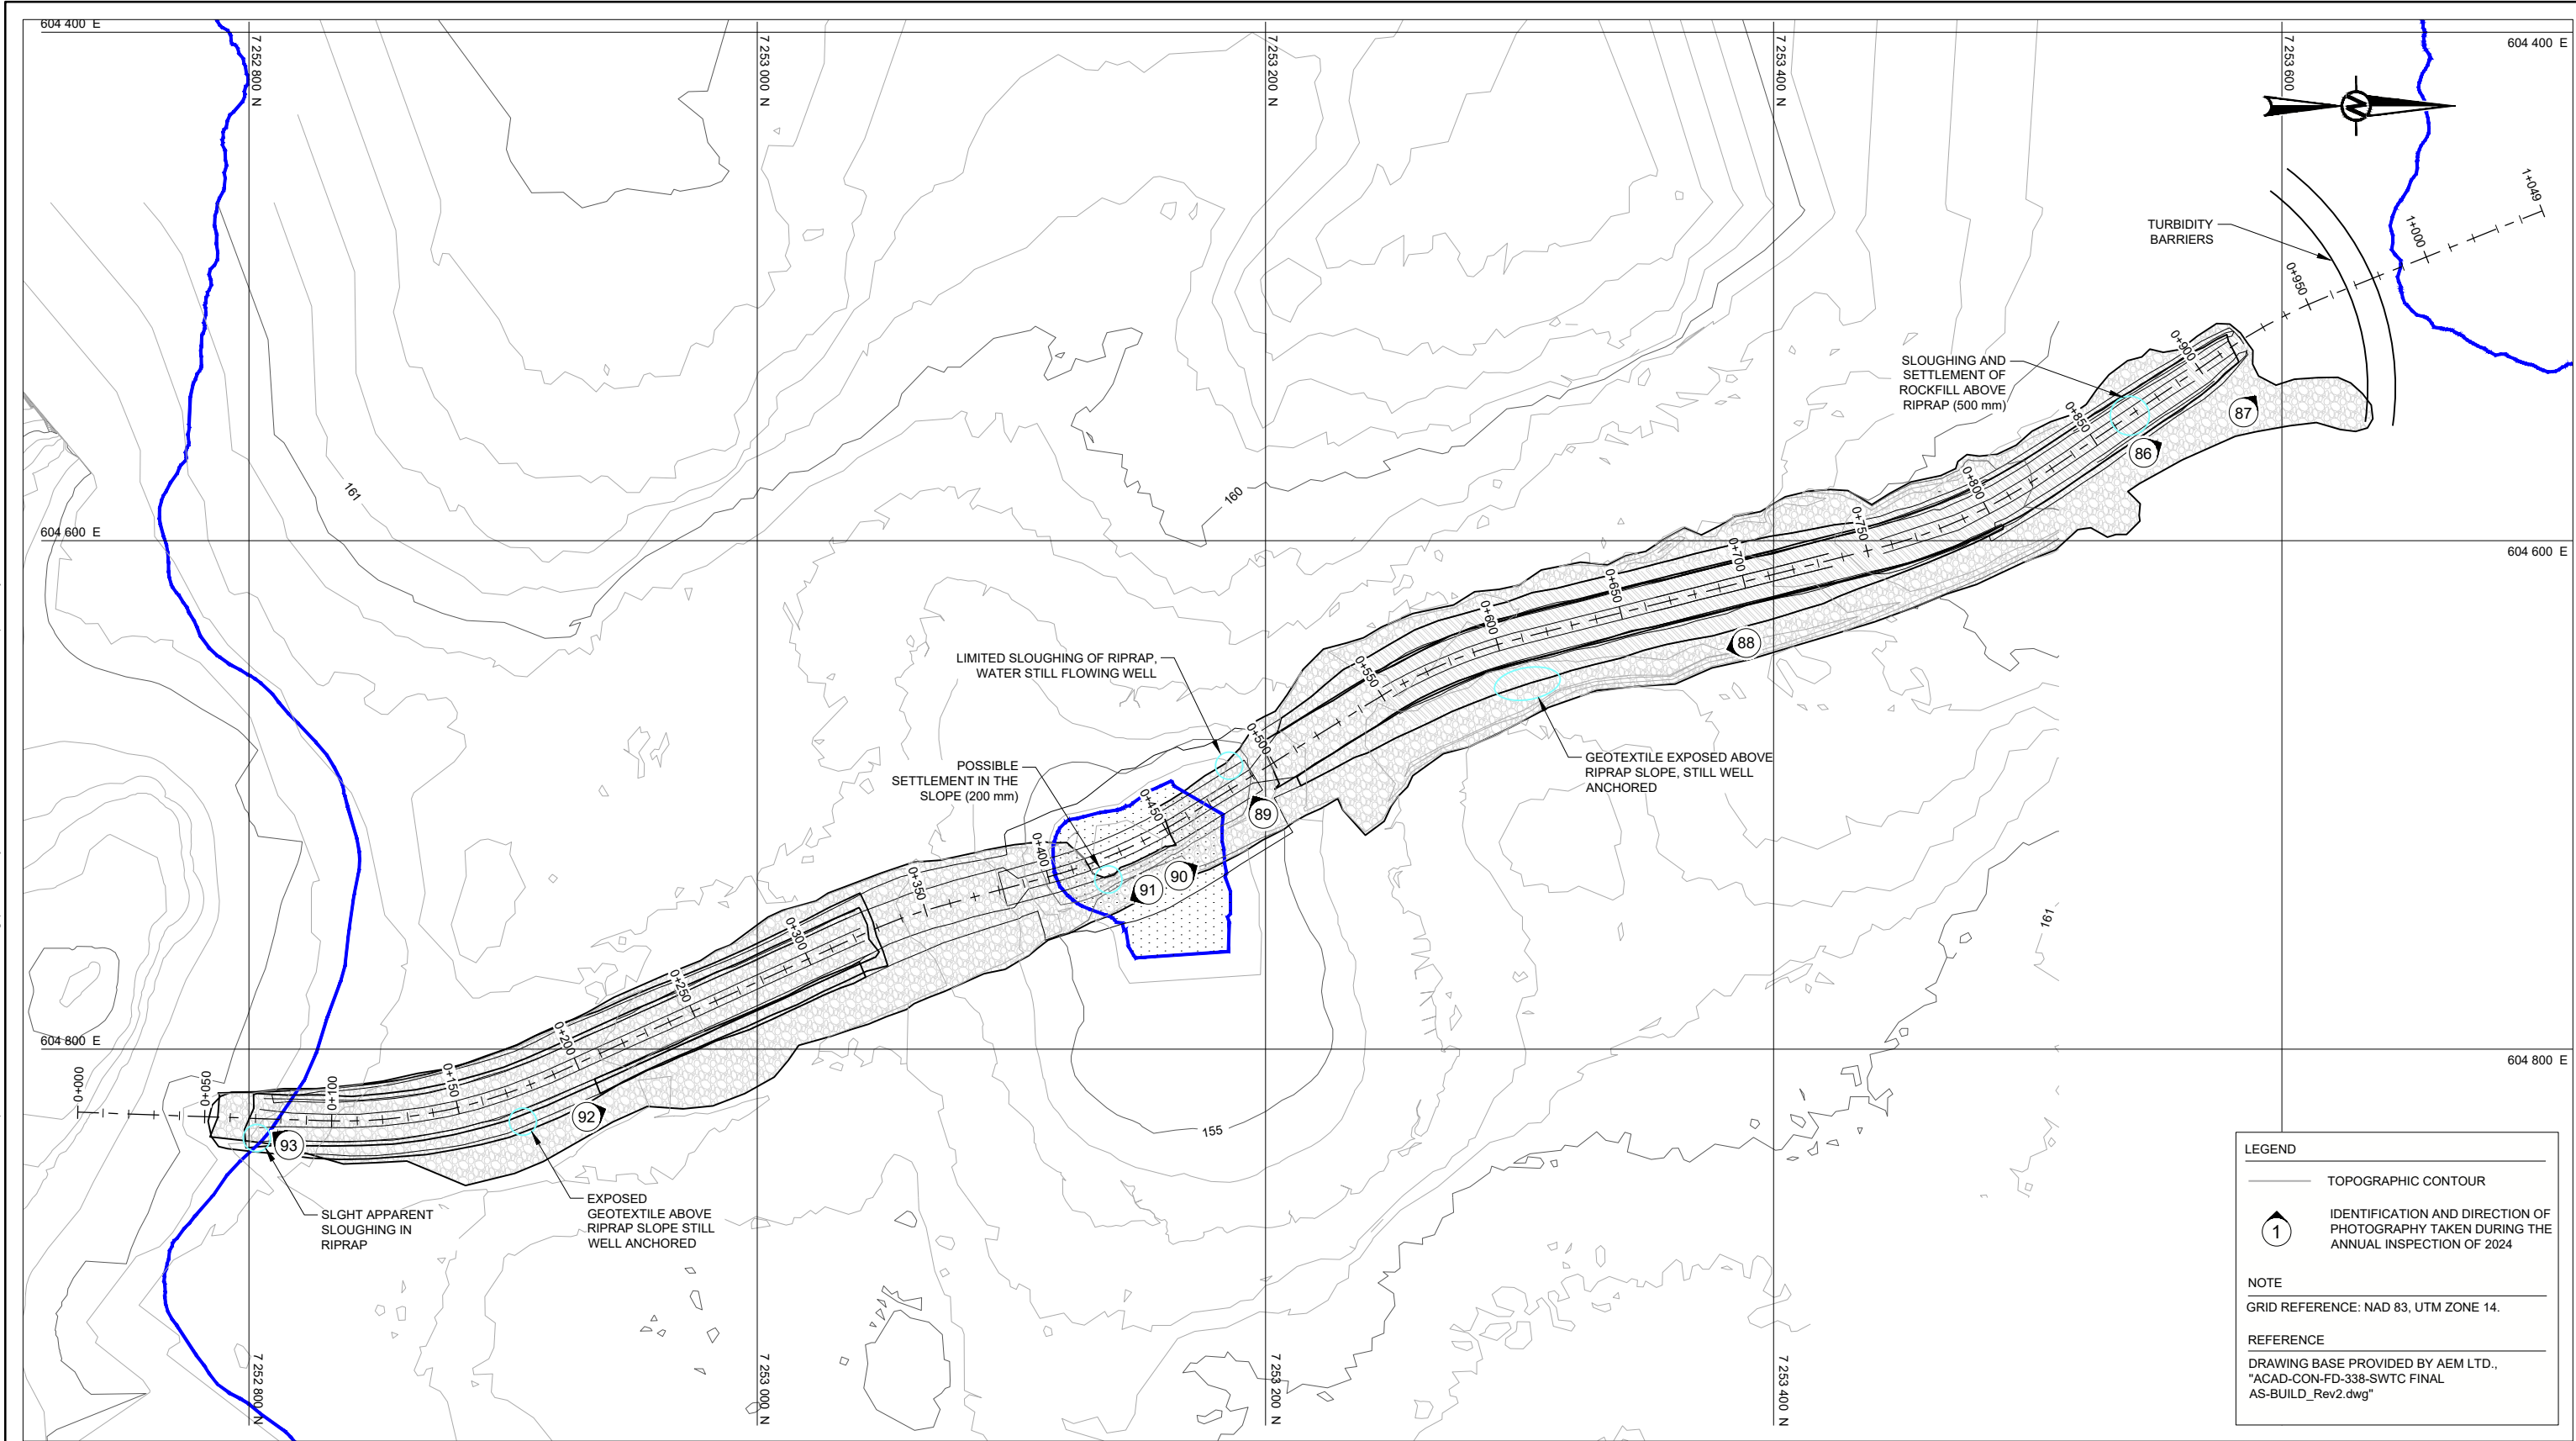 604 400 E
7 252 800 N
7 253 000 N
7 253 200 N
7 253 400 N
7 253 600
604 400 E
N
1+049
1+000
0+950
TURBIDITY
BARRIERS
SLOUGHING AND
SETTLEMENT OF
ROCKFILL ABOVE
RIPRAP (500 mm)
0+900
87
0+850
86
0+800
161
160
604 600 E
604 600 E
0+750
0+700
0+650
0+600
88
0+550
LIMITED SLOUGHING OF RIPRAP,
WATER STILL FLOWING WELL
0+500
GEOTEXTILE EXPOSED ABOVE
RIPRAP SLOPE, STILL WELL
ANCHORED
POSSIBLE
SETTLEMENT IN THE
SLOPE (200 mm)
0+450
89
0+400
90
91
0+350
161
0+300
0+250
0+200
604 800 E
604 800 E
0+000
0+050
0+100
0+150
92
93
155
SLGHT APPARENT
SLOUGHING IN
RIPRAP
EXPOSED
GEOTEXTILE ABOVE
RIPRAP SLOPE STILL
WELL ANCHORED
7 252 800 N
7 253 000 N
7 253 200 N
7 253 400 N
LEGEND
TOPOGRAPHIC CONTOUR
1
IDENTIFICATION AND DIRECTION OF
PHOTOGRAPHY TAKEN DURING THE
ANNUAL INSPECTION OF 2024
NOTE
GRID REFERENCE: NAD 83, UTM ZONE 14.
REFERENCE
DRAWING BASE PROVIDED BY AEM LTD.,
"ACAD-CON-FD-338-SWTC FINAL
AS-BUILD_Rev2.dwg"